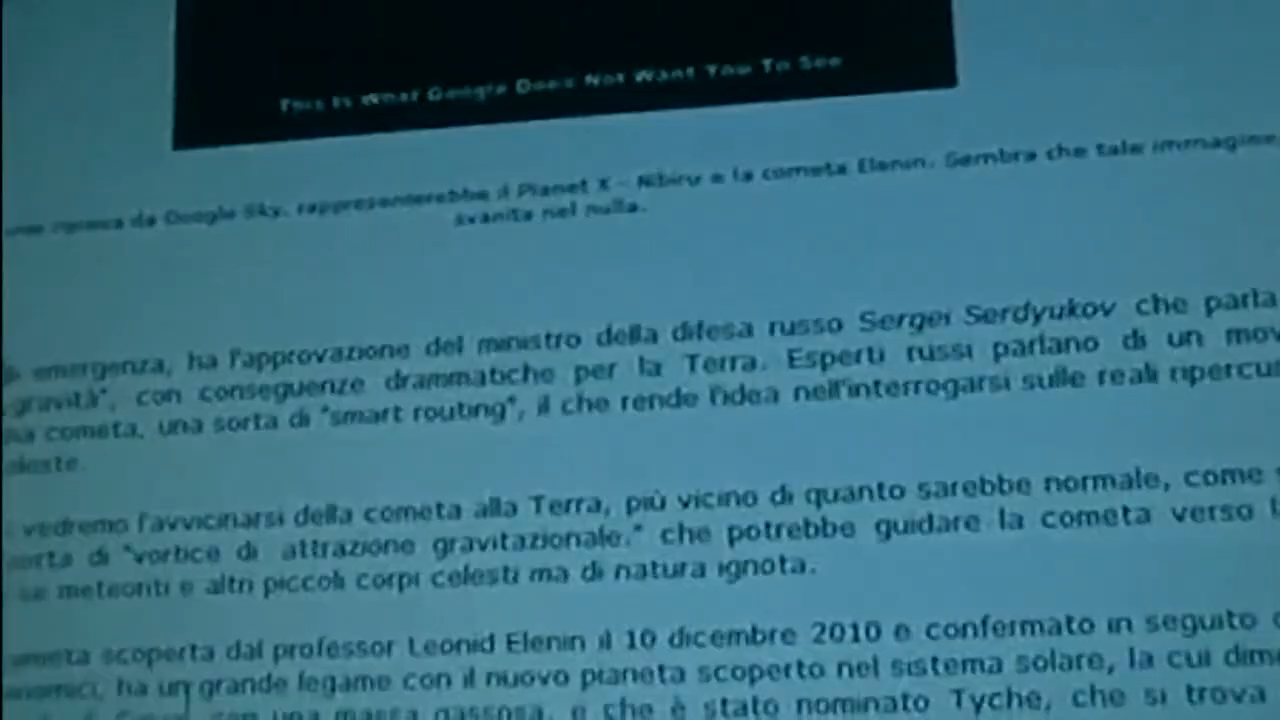 This Is What Google Does Not Want You To See
da Google Sky, rappresenterebbe il Planet X - Nibiru e la cometa Elenin. Sembra che tale immagine
svanita nel nulla.
emergenza, ha l'approvazione del ministro della difesa russo Sergei Serdyukov che parla
gravità", con conseguenze drammatiche per la Terra. Esperti russi parlano di un
cometa, una sorta di "smart routing", il che rende l'idea nell'interrogarsi sulle reali
vedremo l'avvicinarsi della cometa alla Terra, più vicino di quanto sarebbe normale, come
di "vortice di attrazione gravitazionale." che potrebbe guidare la cometa verso
se meteoriti e altri piccoli corpi celesti ma di natura ignota.
scoperta dal professor Leonid Elenin il 10 dicembre 2010 e confermato in seguito
ha un grande legame con il nuovo pianeta scoperto nel sistema solare, la cui
con una massa gassosa, e che è stato nominato Tyche, che si trova